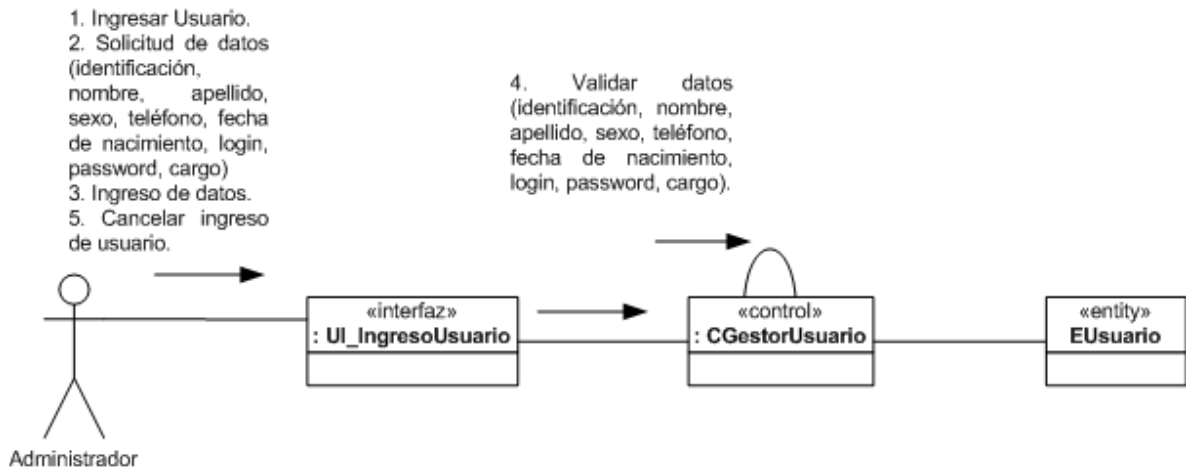 1. Ingresar Usuario.
2. Solicitud de datos
(identificación,
nombre, apellido,
sexo, teléfono, fecha
de nacimiento, login,
password, cargo)
3. Ingreso de datos.
5. Cancelar ingreso
de usuario.
4. Validar datos
(identificación, nombre,
apellido, sexo, teléfono,
fecha de nacimiento,
login, password, cargo).
«interfaz»
: UI_IngresoUsuario
«control»
: CGestorUsuario
«entity»
EUsuario
Administrador